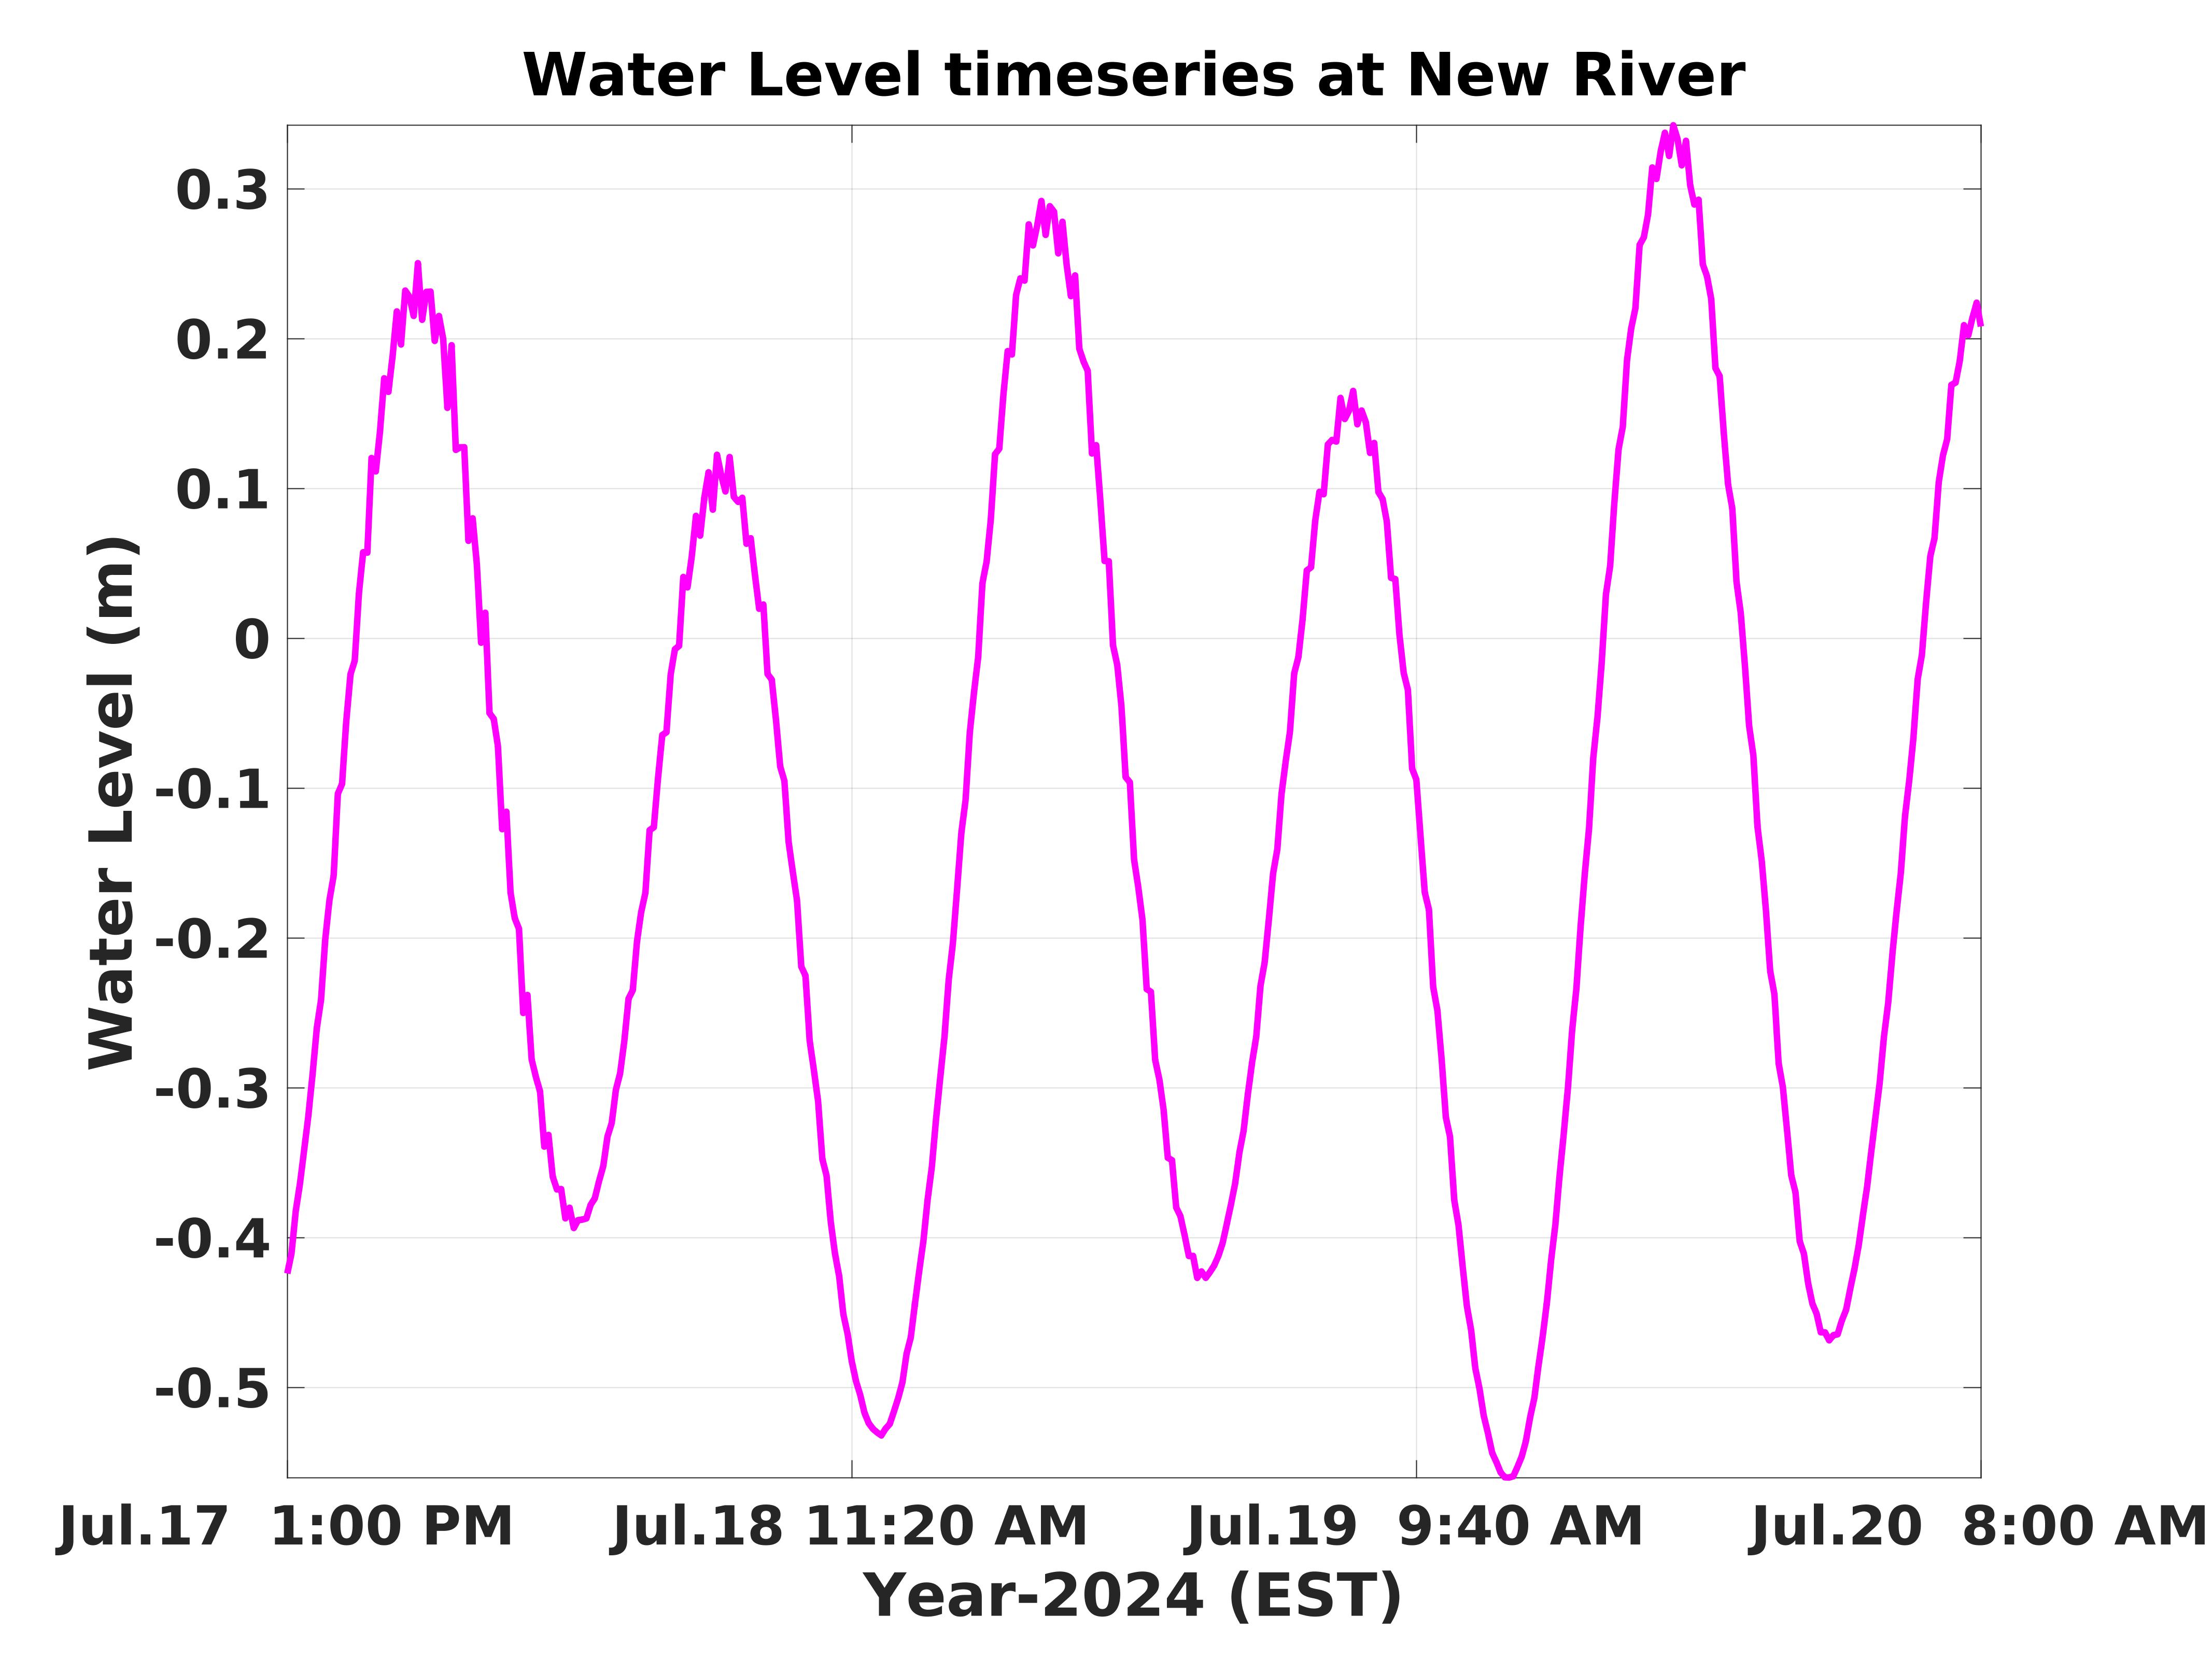 Water Level timeseries at New River
Water Level (m)
0.3
0.2
0.1
0
-0.1
-0.2
-0.3
-0.4
-0.5
Jul.17  1:00 PM
Jul.18 11:20 AM
Jul.19  9:40 AM
Jul.20  8:00 AM
Year-2024 (EST)